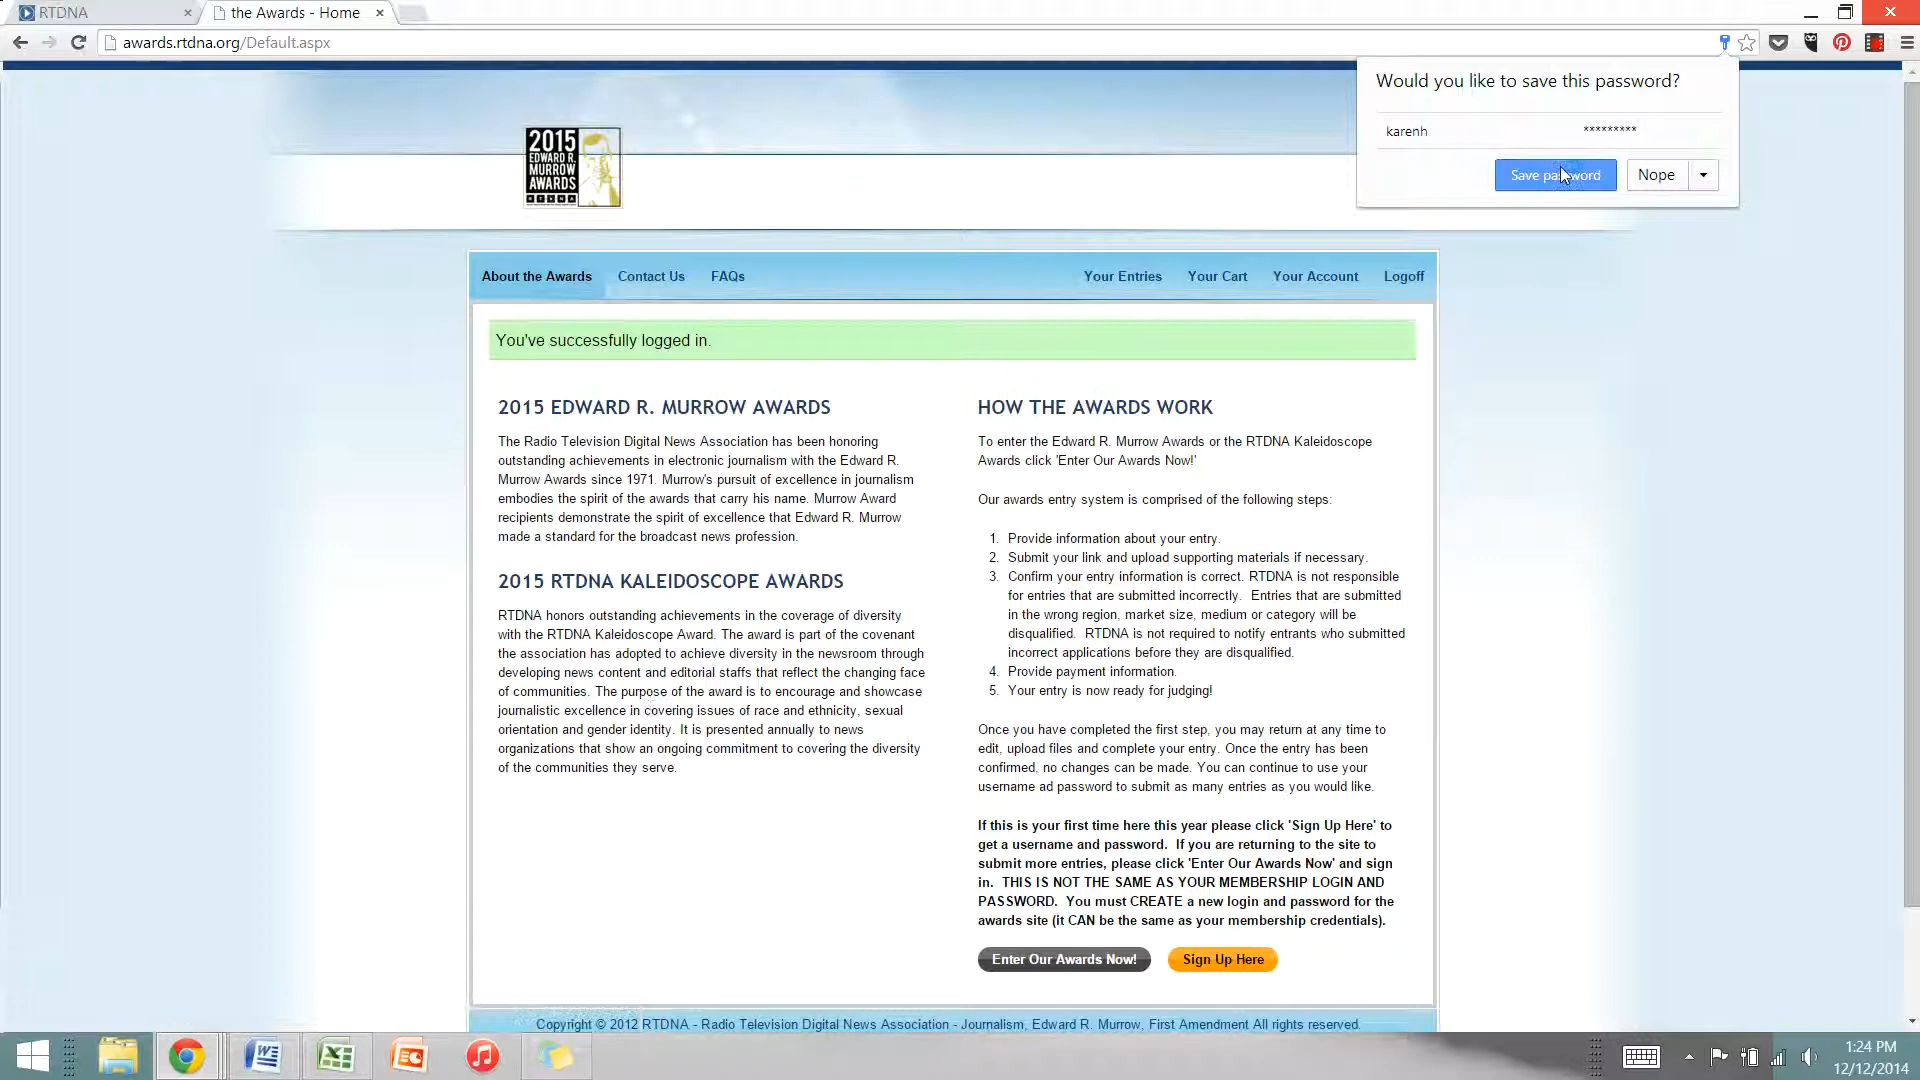 RTDNA
the Awards - Home
awards.rtdna.org/Default.aspx
Would you like to save this password?
karenh *********
Save password
Nope
2015
EDWARD R.
MURROW
AWARDS
RTDNA
About the Awards Contact Us FAQs Your Entries Your Cart Your Account Logoff
You've successfully logged in.
2015 EDWARD R. MURROW AWARDS
The Radio Television Digital News Association has been honoring
outstanding achievements in electronic journalism with the Edward R.
Murrow Awards since 1971. Murrow's pursuit of excellence in journalism
embodies the spirit of the awards that carry his name. Murrow Award
recipients demonstrate the spirit of excellence that Edward R. Murrow
made a standard for the broadcast news profession.
2015 RTDNA KALEIDOSCOPE AWARDS
RTDNA honors outstanding achievements in the coverage of diversity
with the RTDNA Kaleidoscope Award. The award is part of the covenant
the association has adopted to achieve diversity in the newsroom through
developing news content and editorial staffs that reflect the changing face
of communities. The purpose of the award is to encourage and showcase
journalistic excellence in covering issues of race and ethnicity, sexual
orientation and gender identity. It is presented annually to news
organizations that show an ongoing commitment to covering the diversity
of the communities they serve.
HOW THE AWARDS WORK
To enter the Edward R. Murrow Awards or the RTDNA Kaleidoscope
Awards click 'Enter Our Awards Now!'
Our awards entry system is comprised of the following steps:
1. Provide information about your entry.
2. Submit your link and upload supporting materials if necessary.
3. Confirm your entry information is correct. RTDNA is not responsible
for entries that are submitted incorrectly. Entries that are submitted
in the wrong region, market size, medium or category will be
disqualified. RTDNA is not required to notify entrants who submitted
incorrect applications before they are disqualified.
4. Provide payment information.
5. Your entry is now ready for judging!
Once you have completed the first step, you may return at any time to
edit, upload files and complete your entry. Once the entry has been
confirmed, no changes can be made. You can continue to use your
username ad password to submit as many entries as you would like.
If this is your first time here this year please click 'Sign Up Here' to
get a username and password. If you are returning to the site to
submit more entries, please click 'Enter Our Awards Now' and sign
in. THIS IS NOT THE SAME AS YOUR MEMBERSHIP LOGIN AND
PASSWORD. You must CREATE a new login and password for the
awards site (it CAN be the same as your membership credentials).
Enter Our Awards Now! Sign Up Here
Copyright © 2012 RTDNA - Radio Television Digital News Association - Journalism, Edward R. Murrow, First Amendment All rights reserved.
1:24 PM
12/12/2014